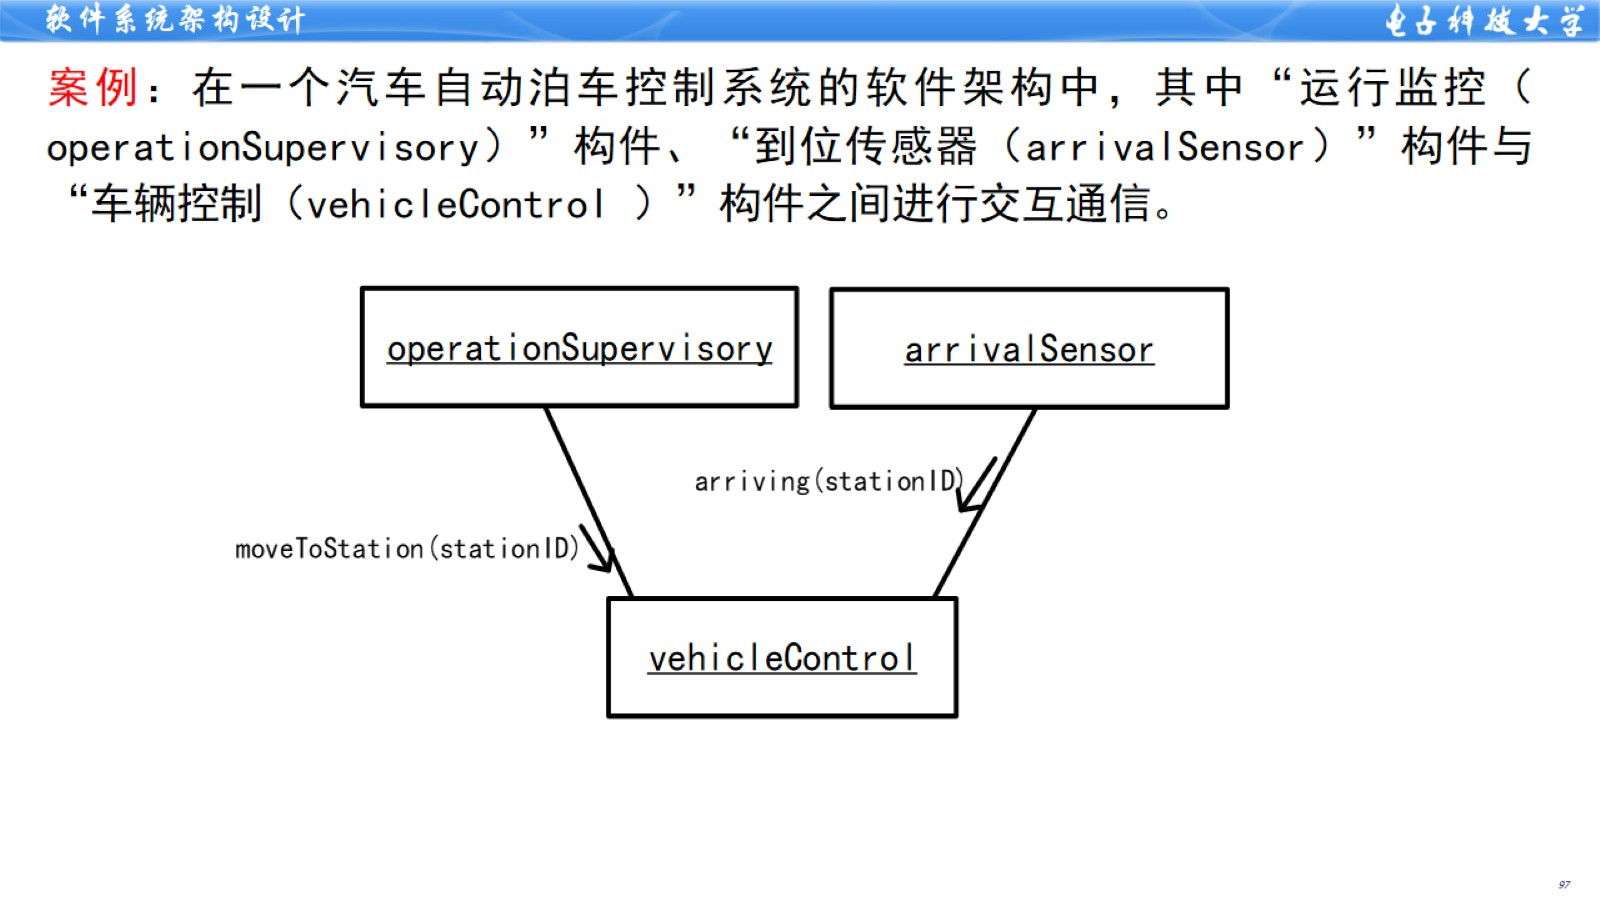 软件系统架构设计
电子科技大学
案例：在一个汽车自动泊车控制系统的软件架构中，其中“运行监控（
operationSupervisory）”构件、“到位传感器（arrivalSensor）”构件与
“车辆控制（vehicleControl ）”构件之间进行交互通信。
operationSupervisory
arrivalSensor
arriving(stationID)
moveToStation(stationID)
vehicleControl
97